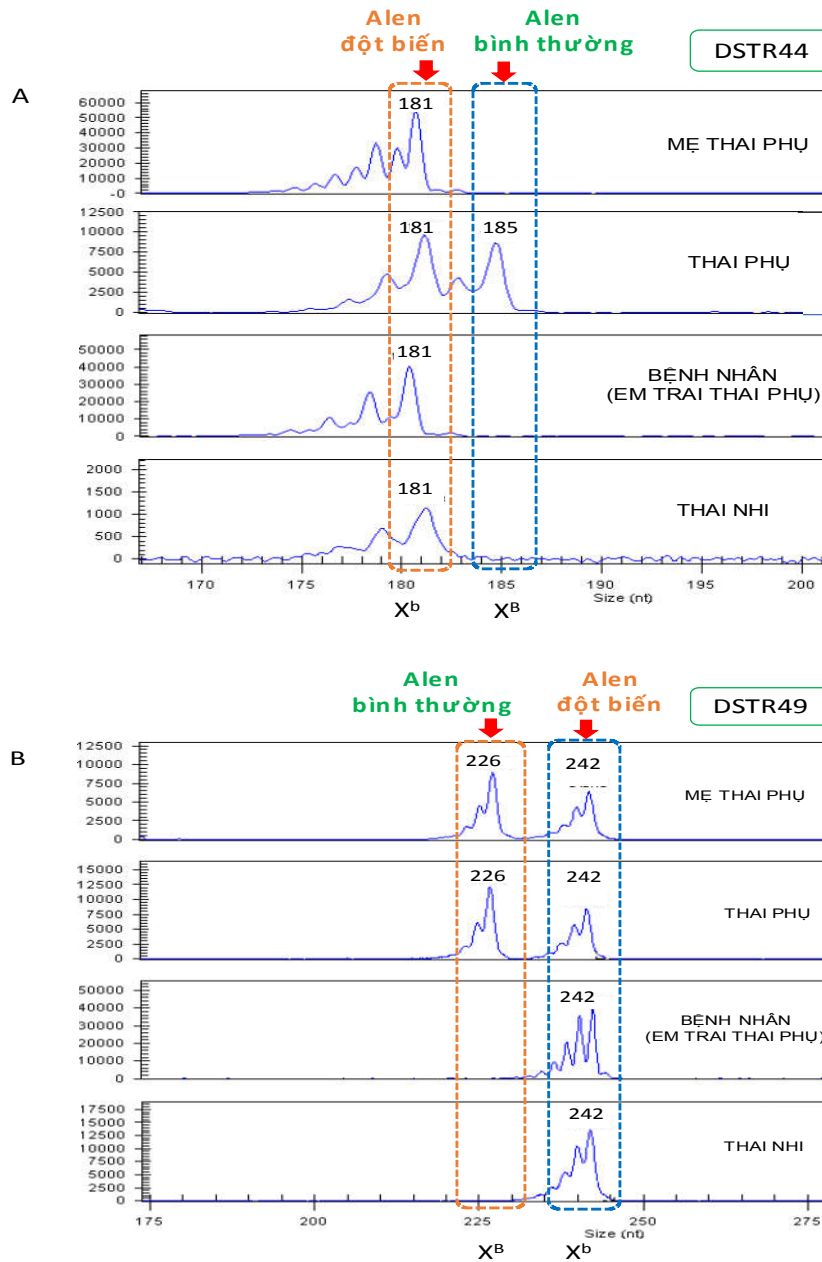 Alen
đột biến
Alen
bình thường
DSTR44
A
181
60000
50000
40000
30000
20000
10000
-0
MẸ THAI PHỤ
181
185
12500
10000
7500
5000
2500
0
THAI PHỤ
181
50000
40000
30000
20000
10000
0
BỆNH NHÂN
(EM TRAI THAI PHỤ)
181
2000
1500
1000
500
0
THAI NHI
170 175 180 185 190 195 200
Size (nt)
X^b X^B
Alen
bình thường
Alen
đột biến
DSTR49
B
226 242
12500
10000
7500
5000
2500
0
MẸ THAI PHỤ
226 242
15000
12500
10000
7500
5000
2500
0
THAI PHỤ
242
50000
40000
30000
20000
10000
0
BỆNH NHÂN
(EM TRAI THAI PHỤ)
242
17500
15000
12500
10000
7500
5000
2500
0
THAI NHI
175 200 225 250 275
Size (nt)
X^B X^b